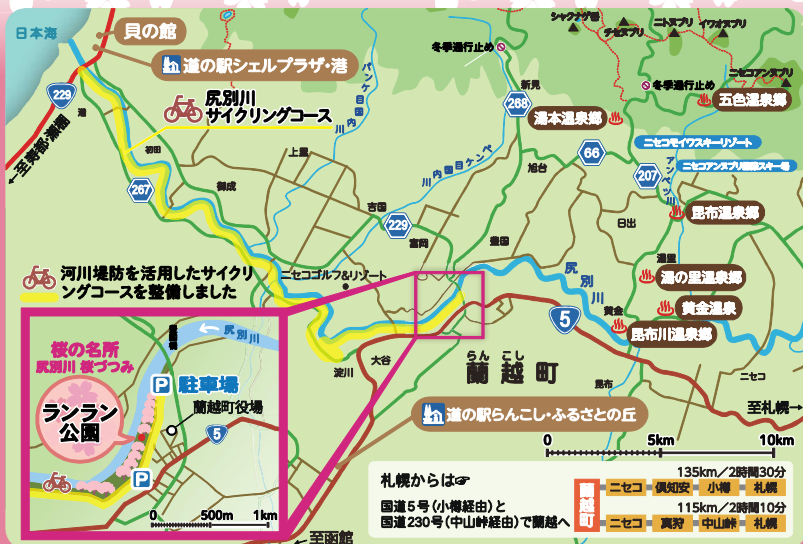 シャクナゲ岳
チセヌプリ
ニトヌプリ
イワオヌプリ
ニセコアンヌプリ
日本海
貝の館
道の駅シェルプラザ・港
冬季通行止め
冬季通行止め
五色温泉郷
新見
268
湯本温泉郷
229
尻別川
サイクリングコース
パンケ目国内川
ペンケ目国内川
港
初田
上里
旭台
66
ニセコモイワスキーリゾート
207
アンベツ川
267
御成
吉国
229
富岡
豊国
日出
昆布温泉郷
←至寿都・蘭越
河川堤防を活用したサイクリ
ングコースを整備しました
ニセコゴルフ&リゾート
尻別川
湯里
湯の里温泉郷
黄金
黄金温泉
昆布川温泉郷
5
淀川
大谷
らん こし
蘭越町
昆布
ニセコ
至札幌→
桜の名所
尻別川 桜づつみ
ランラン
公園
尻別川
P
駐車場
蘭越町役場
5
P
0 500m 1km
道の駅らんこし・ふるさとの丘
←至函館
0 5km 10km
札幌からは☞
国道5号(小樽経由)と
国道230号(中山峠経由)で蘭越へ
蘭越町
135km/2時間30分
ニセコ 倶知安 小樽 札幌
115km/2時間10分
ニセコ 真狩 中山峠 札幌